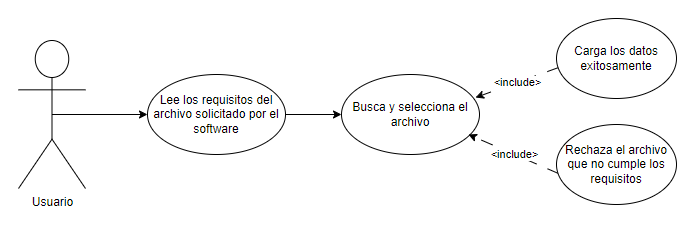 Usuario
Lee los requisitos del
archivo solicitado por el
software
Busca y selecciona el
archivo
<include>
Carga los datos
exitosamente
<include>
Rechaza el archivo
que no cumple los
requisitos